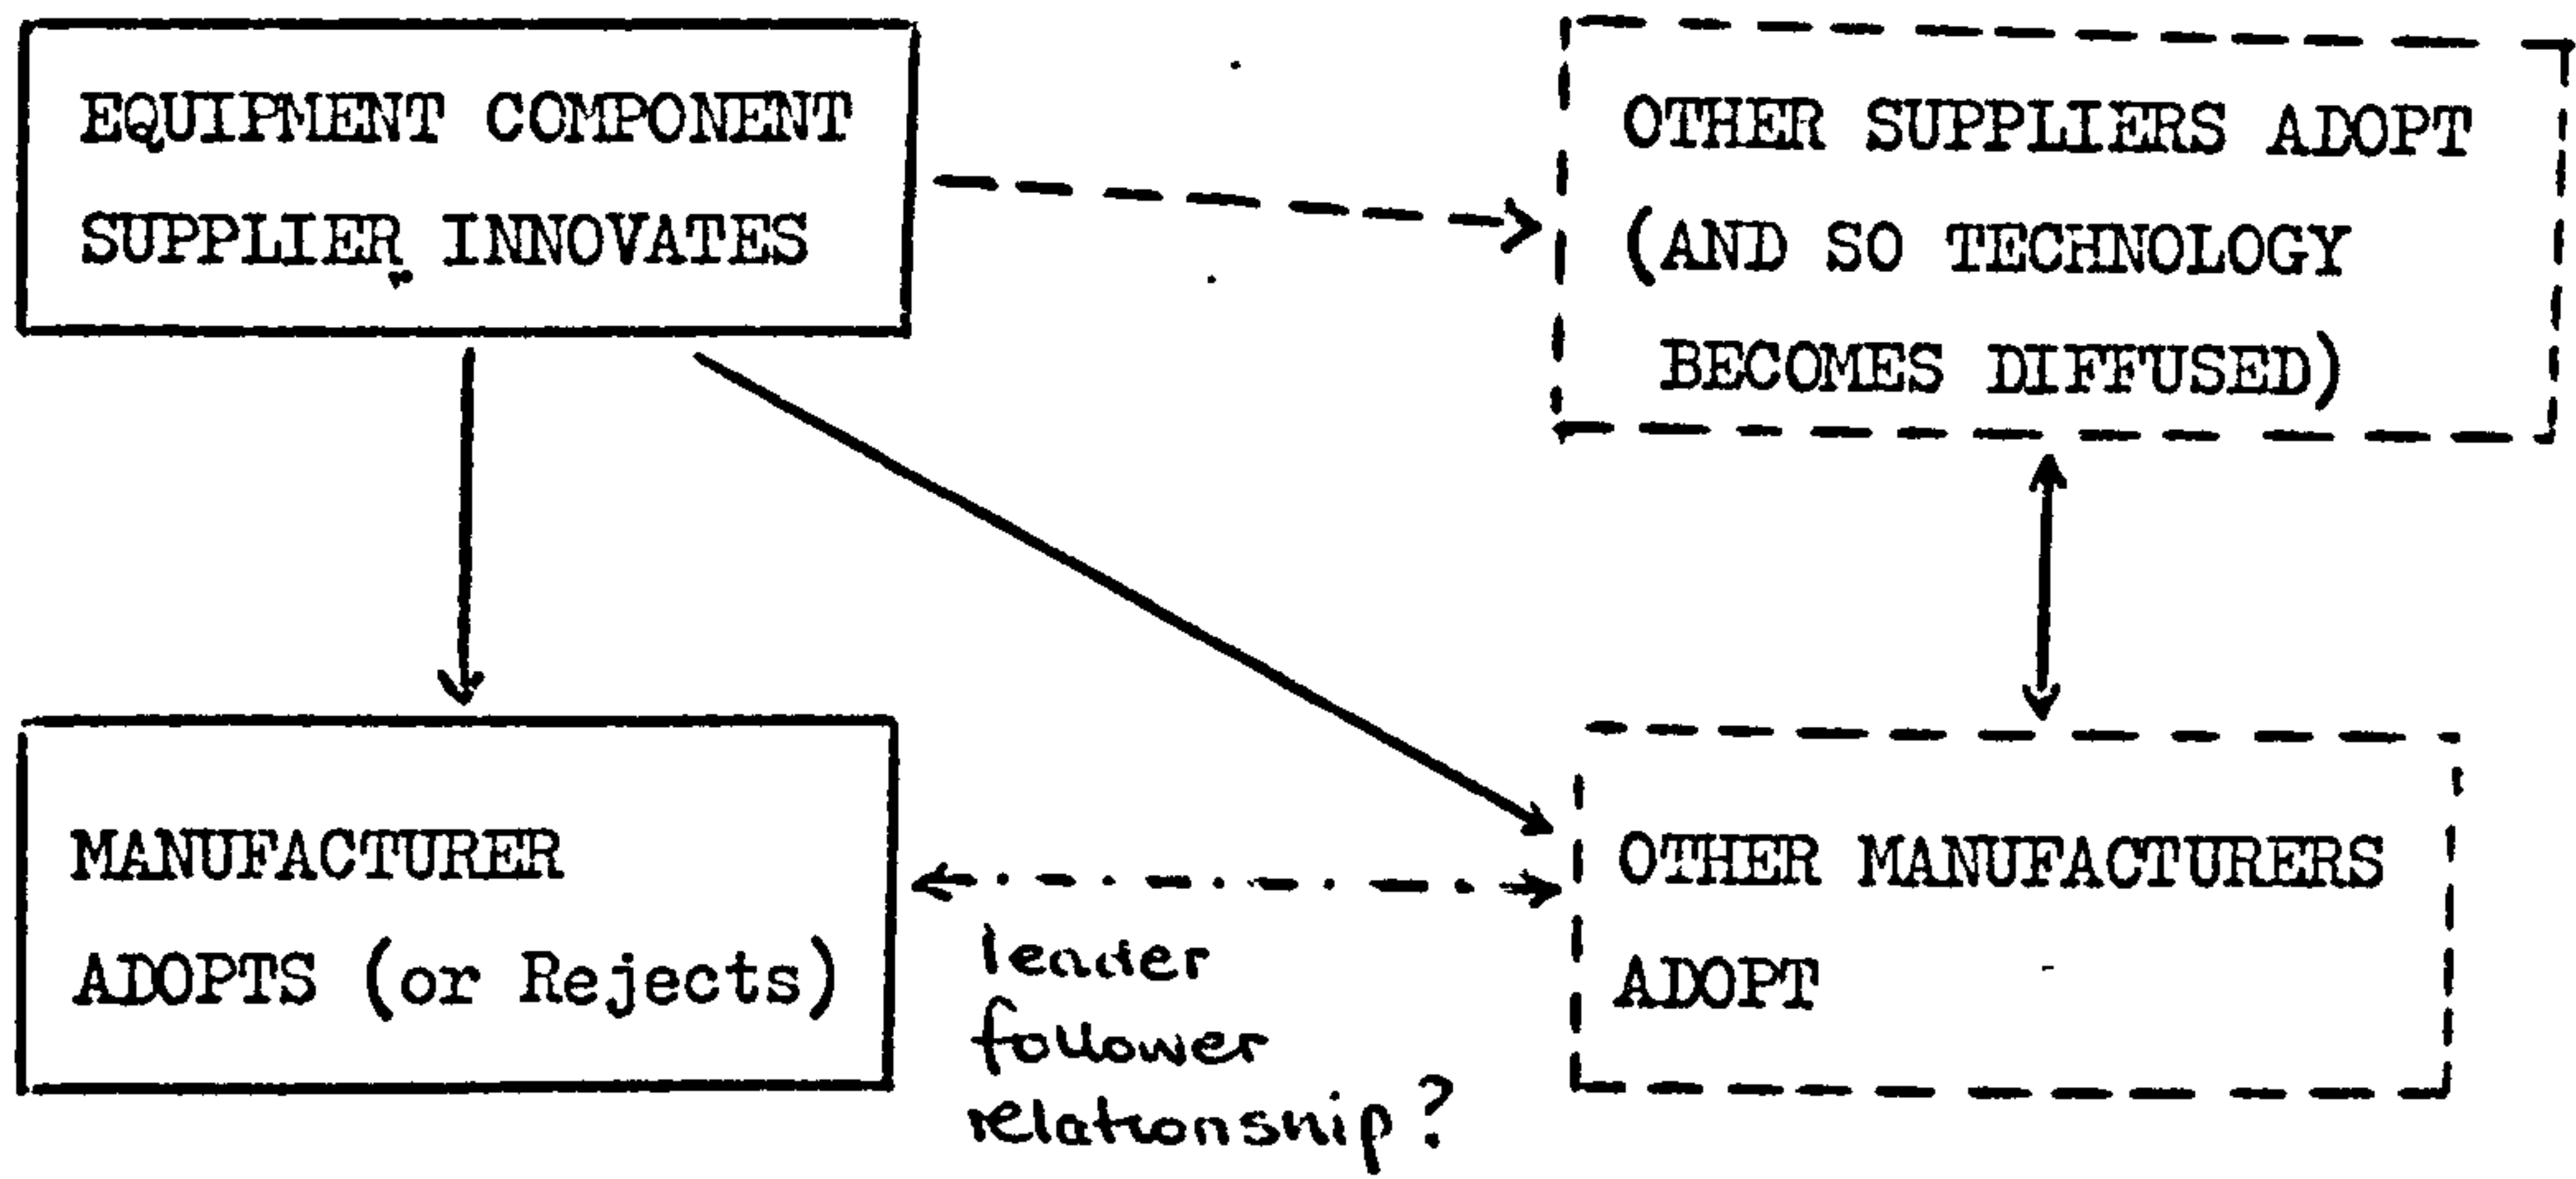 EQUIPMENT COMPONENT
SUPPLIER INNOVATES
OTHER SUPPLIERS ADOPT
(AND SO TECHNOLOGY
BECOMES DIFFUSED)
MANUFACTURER
ADOPTS (or Rejects)
leader
follower
relationship?
OTHER MANUFACTURERS
ADOPT